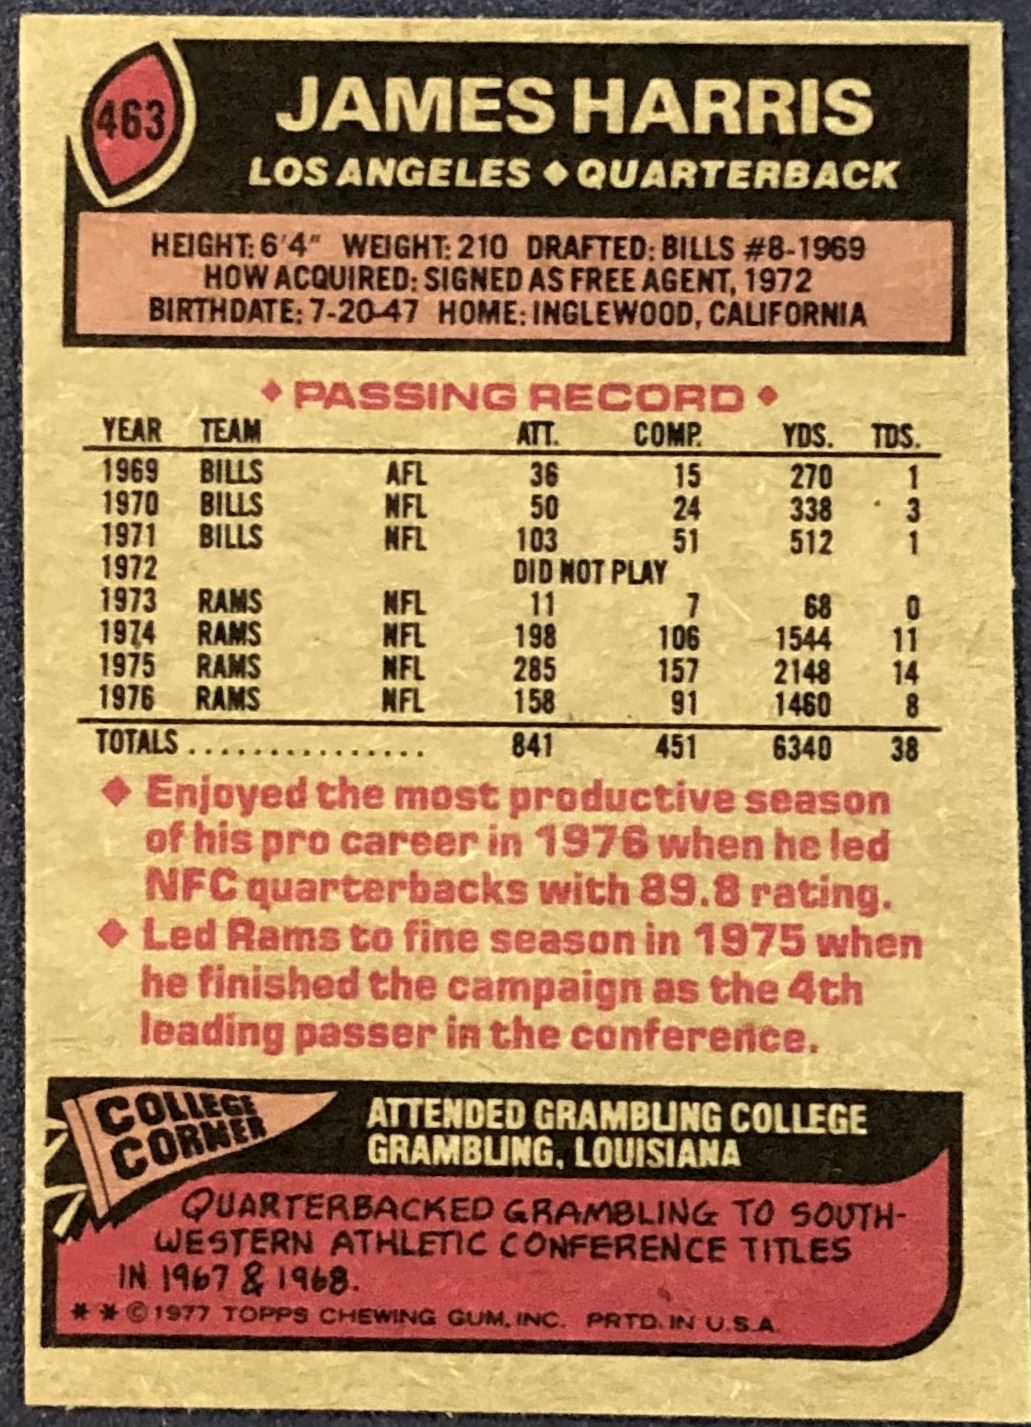 463
JAMES HARRIS
LOS ANGELES ♦ QUARTERBACK
HEIGHT: 6'4" WEIGHT: 210 DRAFTED: BILLS #8-1969
HOW ACQUIRED: SIGNED AS FREE AGENT, 1972
BIRTHDATE: 7-20-47 HOME: INGLEWOOD, CALIFORNIA
♦ PASSING RECORD ♦
YEAR TEAM ATT. COMP. YDS. TDS.
1969 BILLS AFL 36 15 270 1
1970 BILLS NFL 50 24 338 3
1971 BILLS NFL 103 51 512 1
1972 DID NOT PLAY
1973 RAMS NFL 11 7 68 0
1974 RAMS NFL 198 106 1544 11
1975 RAMS NFL 285 157 2148 14
1976 RAMS NFL 158 91 1460 8
TOTALS............... 841 451 6340 38
♦ Enjoyed the most productive season
of his pro career in 1976 when he led
NFC quarterbacks with 89.8 rating.
♦ Led Rams to fine season in 1975 when
he finished the campaign as the 4th
leading passer in the conference.
COLLEGE
CORNER
ATTENDED GRAMBLING COLLEGE
GRAMBLING, LOUISIANA
QUARTERBACKED GRAMBLING TO SOUTH-
WESTERN ATHLETIC CONFERENCE TITLES
IN 1967 & 1968.
* * © 1977 TOPPS CHEWING GUM, INC. PRTD. IN U.S.A.